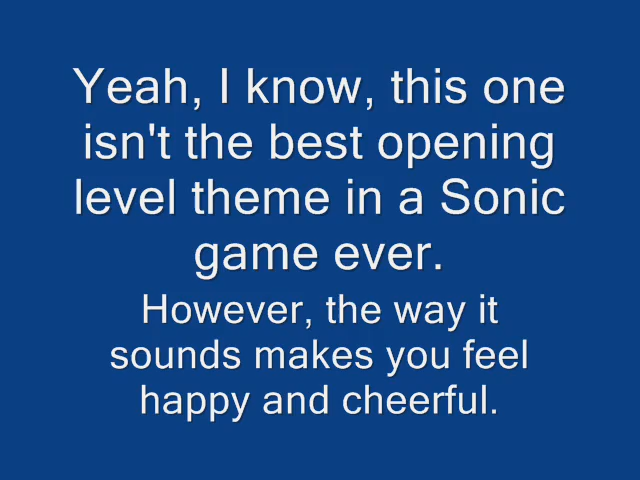 Yeah, I know, this one
isn't the best opening
level theme in a Sonic
game ever.
However, the way it
sounds makes you feel
happy and cheerful.